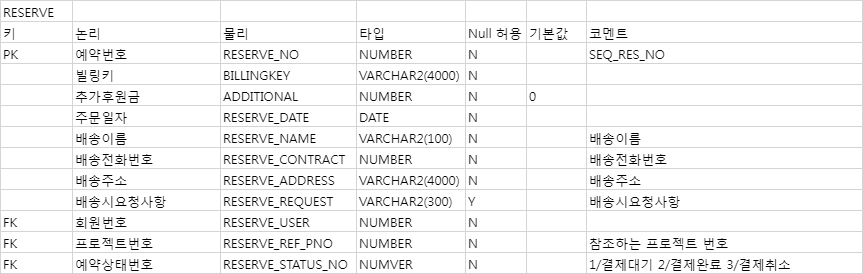 RESERVE
키 논리 물리 타입 Null 허용 기본값 코멘트
PK 예약번호 RESERVE_NO NUMBER N SEQ_RES_NO
빌링키 BILLINGKEY VARCHAR2(4000) N
추가후원금 ADDITIONAL NUMBER N 0
주문일자 RESERVE_DATE DATE N
배송이름 RESERVE_NAME VARCHAR2(100) N 배송이름
배송전화번호 RESERVE_CONTRACT NUMBER N 배송전화번호
배송주소 RESERVE_ADDRESS VARCHAR2(4000) N 배송주소
배송시요청사항 RESERVE_REQUEST VARCHAR2(300) Y 배송시요청사항
FK 회원번호 RESERVE_USER NUMBER N
FK 프로젝트번호 RESERVE_REF_PNO NUMBER N 참조하는 프로젝트 번호
FK 예약상태번호 RESERVE_STATUS_NO NUMVER N 1/결제대기 2/결제완료 3/결제취소